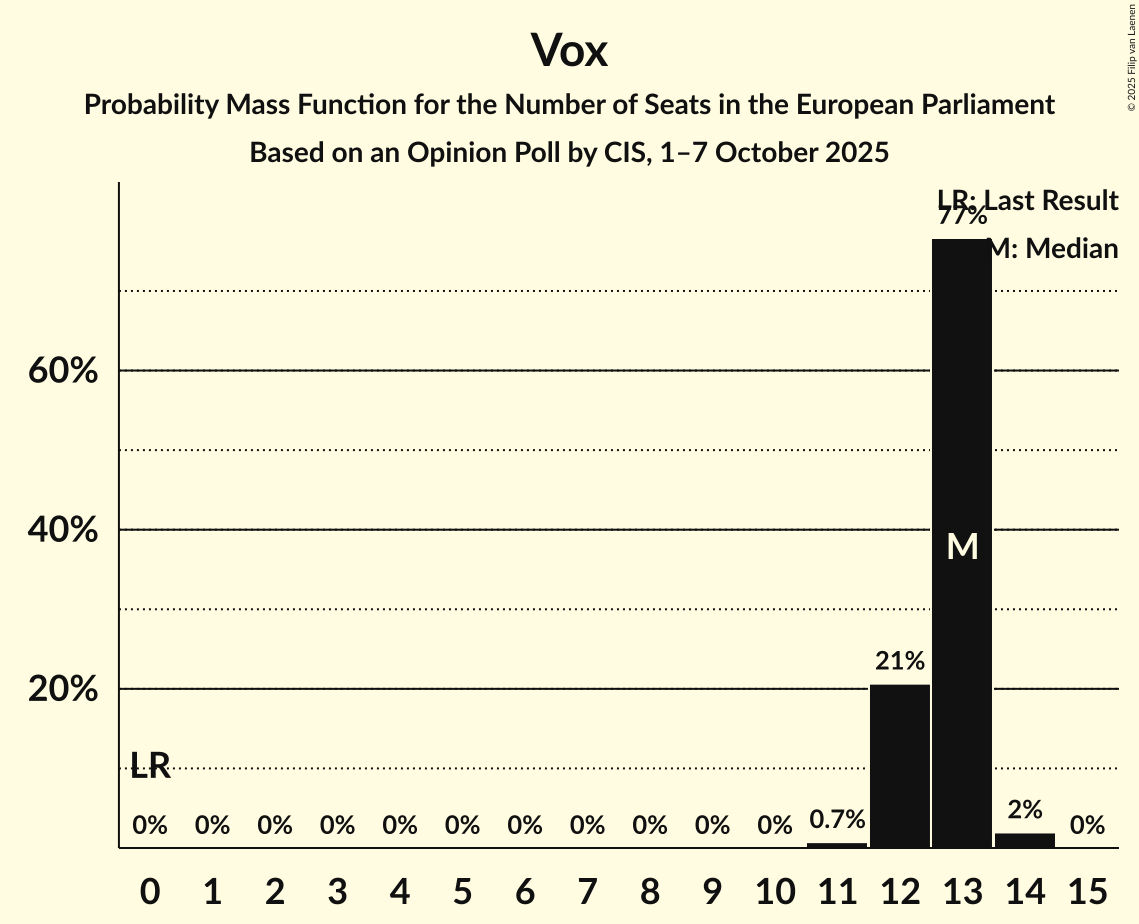 Vox
Probability Mass Function for the Number of Seats in the European Parliament
Based on an Opinion Poll by CIS, 1–7 October 2025
© 2025 Filip van Laenen
LR: Last Result
M: Median
77%
60%
40%
M
21%
20%
LR
0% 0% 0% 0% 0% 0% 0% 0% 0% 0% 0% 0.7% 2% 0%
0 1 2 3 4 5 6 7 8 9 10 11 12 13 14 15